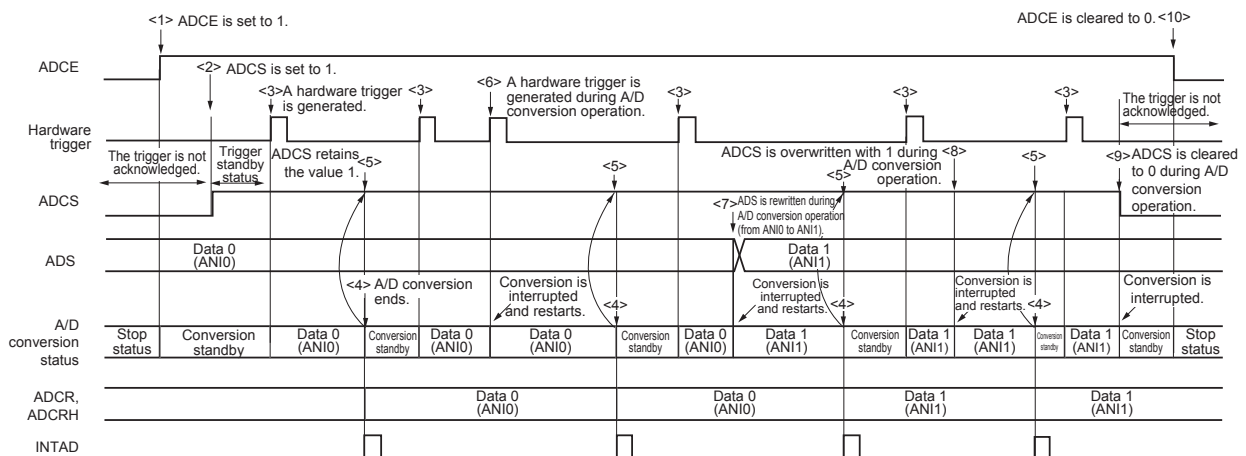 <1> ADCE is set to 1.
ADCE is cleared to 0. <10>
ADCE
<2> ADCS is set to 1.
<3> A hardware trigger
is generated.
<3>
<6> A hardware trigger is
generated during A/D
conversion operation.
<3>
<3>
<3>
The trigger is not
acknowledged.
Hardware
trigger
The trigger is not
acknowledged.
Trigger
standby
status
ADCS retains
the value 1.
<5>
<5>
ADCS is overwritten with 1 during
A/D conversion
operation.
<8>
<5>
<5>
<9> ADCS is cleared
to 0 during A/D
conversion
operation.
ADCS
<7> ADS is rewritten during
A/D conversion operation
(from ANI0 to ANI1).
ADS
Data 0
(ANI0)
Data 1
(ANI1)
<4> A/D conversion
ends.
Conversion is
interrupted
and restarts.
<4>
Conversion is
interrupted
and restarts.
<4>
Conversion is
interrupted
and restarts.
<4>
Conversion is
interrupted.
A/D
conversion
status
Stop
status
Conversion
standby
Data 0
(ANI0)
Conversion
standby
Data 0
(ANI0)
Data 0
(ANI0)
Conversion
standby
Data 0
(ANI0)
Data 1
(ANI1)
Conversion
standby
Data 1
(ANI1)
Data 1
(ANI1)
Conversion
standby
Data 1
(ANI1)
Conversion
standby
Stop
status
ADCR,
ADCRH
Data 0
(ANI0)
Data 0
(ANI0)
Data 1
(ANI1)
Data 1
(ANI1)
INTAD